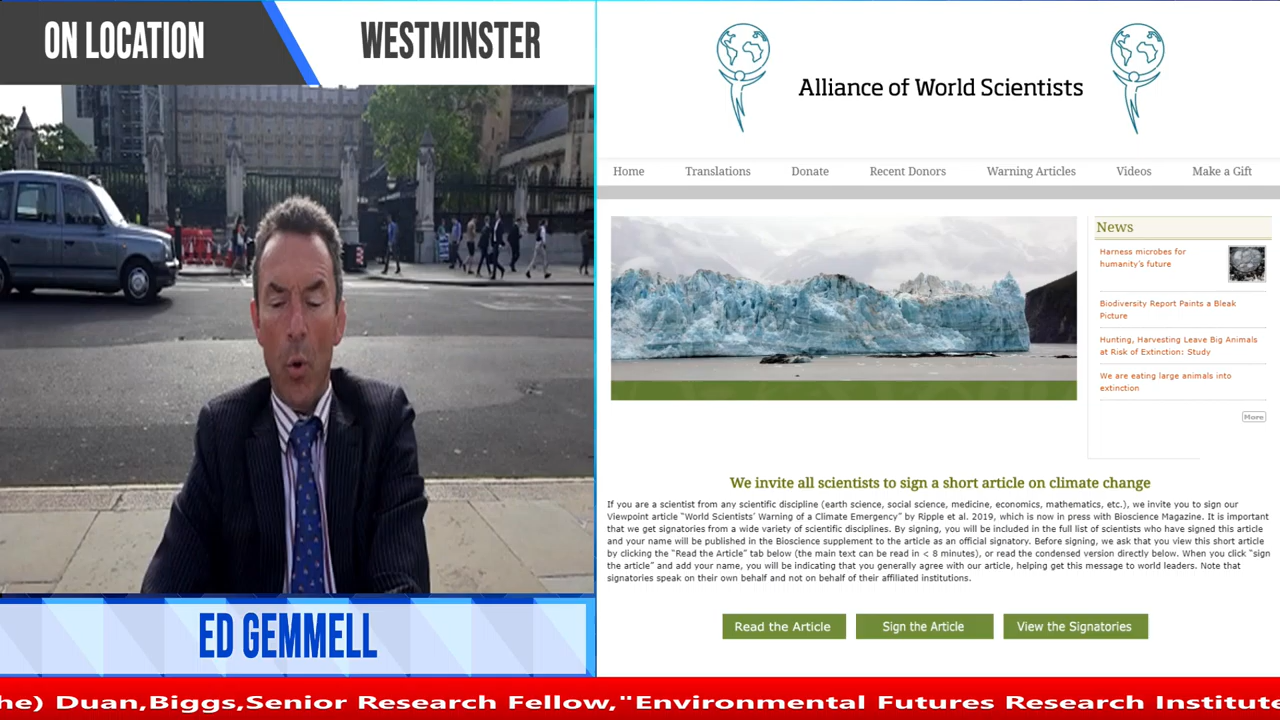 ON LOCATION
WESTMINSTER
Alliance of World Scientists
Home
Translations
Donate
Recent Donors
Warning Articles
Videos
Make a Gift
News
Harness microbes for
humanity's future
Biodiversity Report Paints a Bleak
Picture
Hunting, Harvesting Leave Big Animals
at Risk of Extinction: Study
We are eating large animals into
extinction
More
We invite all scientists to sign a short article on climate change
If you are a scientist from any scientific discipline (earth science, social science, medicine, economics, mathematics, etc.), we invite you to sign our
Viewpoint article "World Scientists' Warning of a Climate Emergency" by Ripple et al. 2019, which is now in press with Bioscience Magazine. It is important
that we get signatories from a wide variety of scientific disciplines. By signing, you will be included in the full list of scientists who have signed this article
and your name will be published in the Bioscience supplement to the article as an official signatory. Before signing, we ask that you view this short article
by clicking the "Read the Article" tab below (the main text can be read in < 8 minutes), or read the condensed version directly below. When you click "sign
the article" and add your name, you will be indicating that you generally agree with our article, helping get this message to world leaders. Note that
signatories speak on their own behalf and not on behalf of their affiliated institutions.
Read the Article
Sign the Article
View the Signatories
ED GEMMELL
he) Duan,Biggs,Senior Research Fellow,"Environmental Futures Research Institute